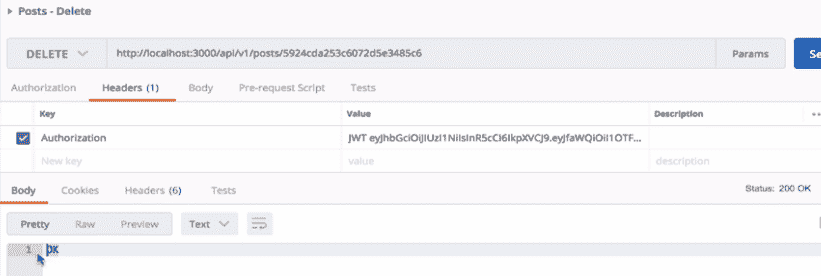 Posts - Delete
DELETE http://localhost:3000/api/v1/posts/5924cda253c6072d5e3485c6 Params Se
Authorization Headers (1) Body Pre-request Script Tests
Key Value Description
Authorization JWT eyJhbGciOiJIUzI1NiIsInR5cCI6IkpXVCJ9.eyJfaWQiOiI1OTF...
New key value description
Body Cookies Headers (6) Tests Status: 200 OK
Pretty Raw Preview Text
1